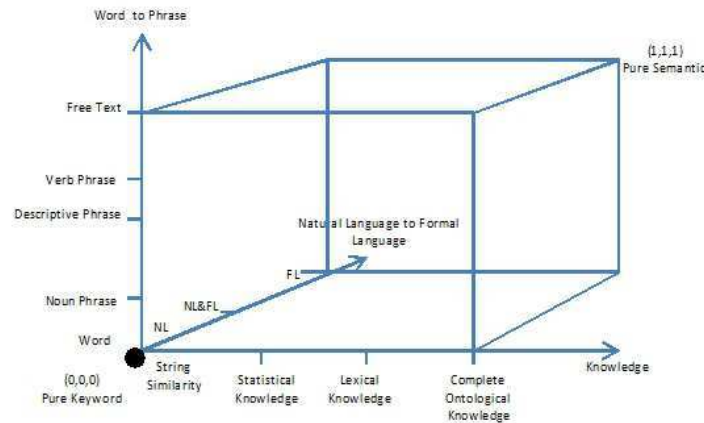 Word to Phrase
(1,1,1)
Pure Semantic
Free Text
Verb Phrase
Descriptive Phrase
Natural Language to Formal
Language
FL
Noun Phrase
NL&FL
NL
Word
(0,0,0)
Pure Keyword
String
Similarity
Statistical
Knowledge
Lexical
Knowledge
Complete
Ontological
Knowledge
Knowledge